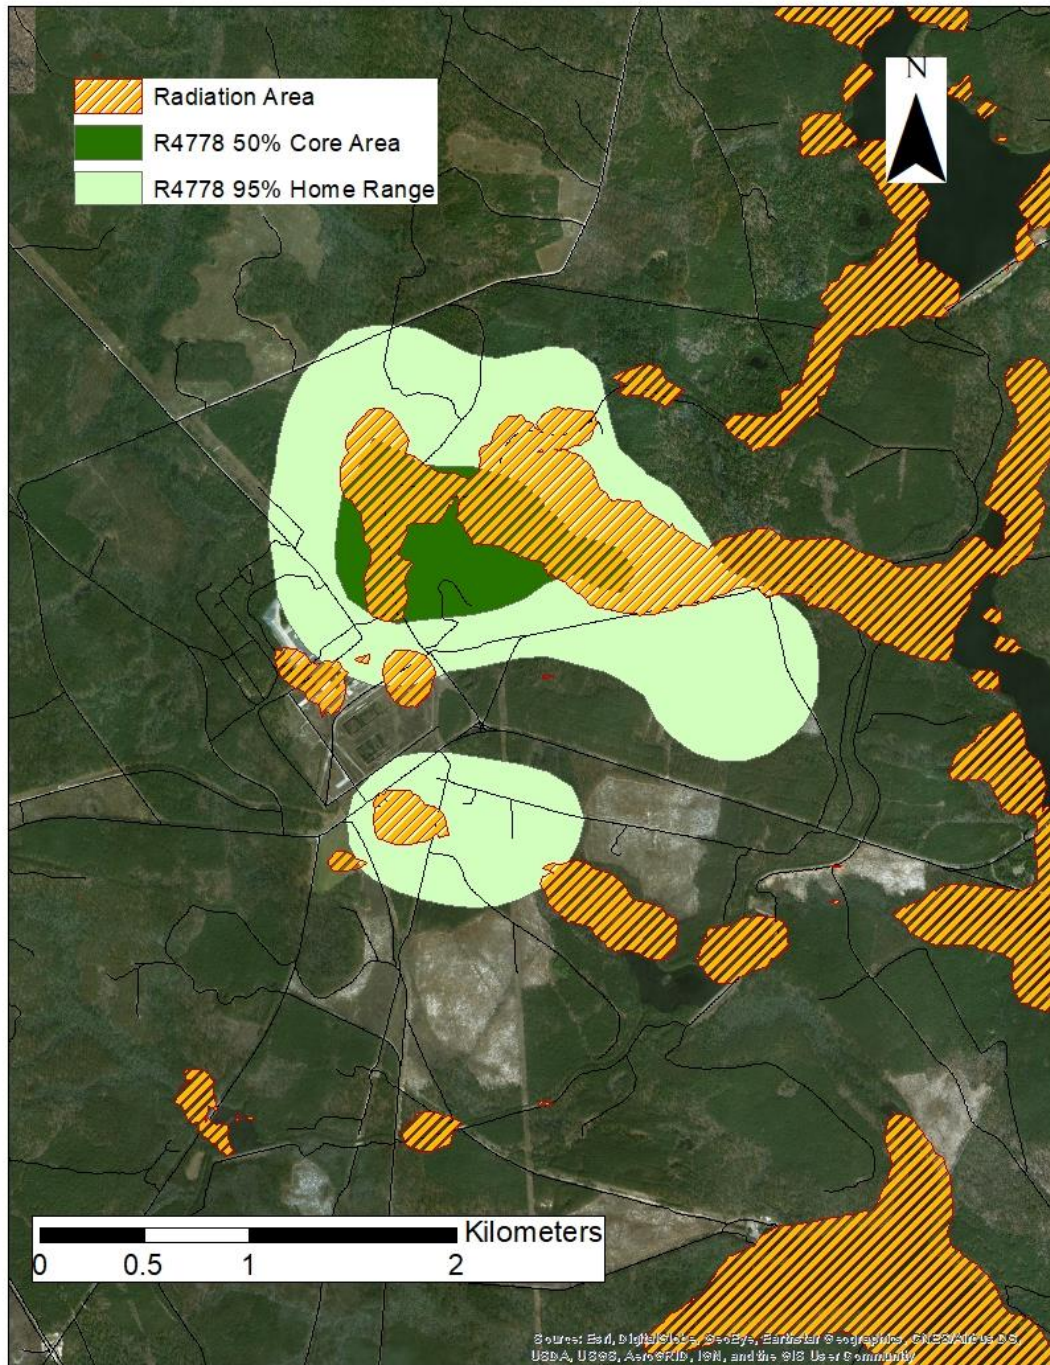 Radiation Area
R4778 50% Core Area
R4778 95% Home Range
N
Kilometers
0 0.5 1 2
Source: Esri, DigitalGlobe, GeoEye, Earthstar Geographics, CNES/Airbus DS,
USDA, USGS, AeroGRID, IGN, and the GIS User Community